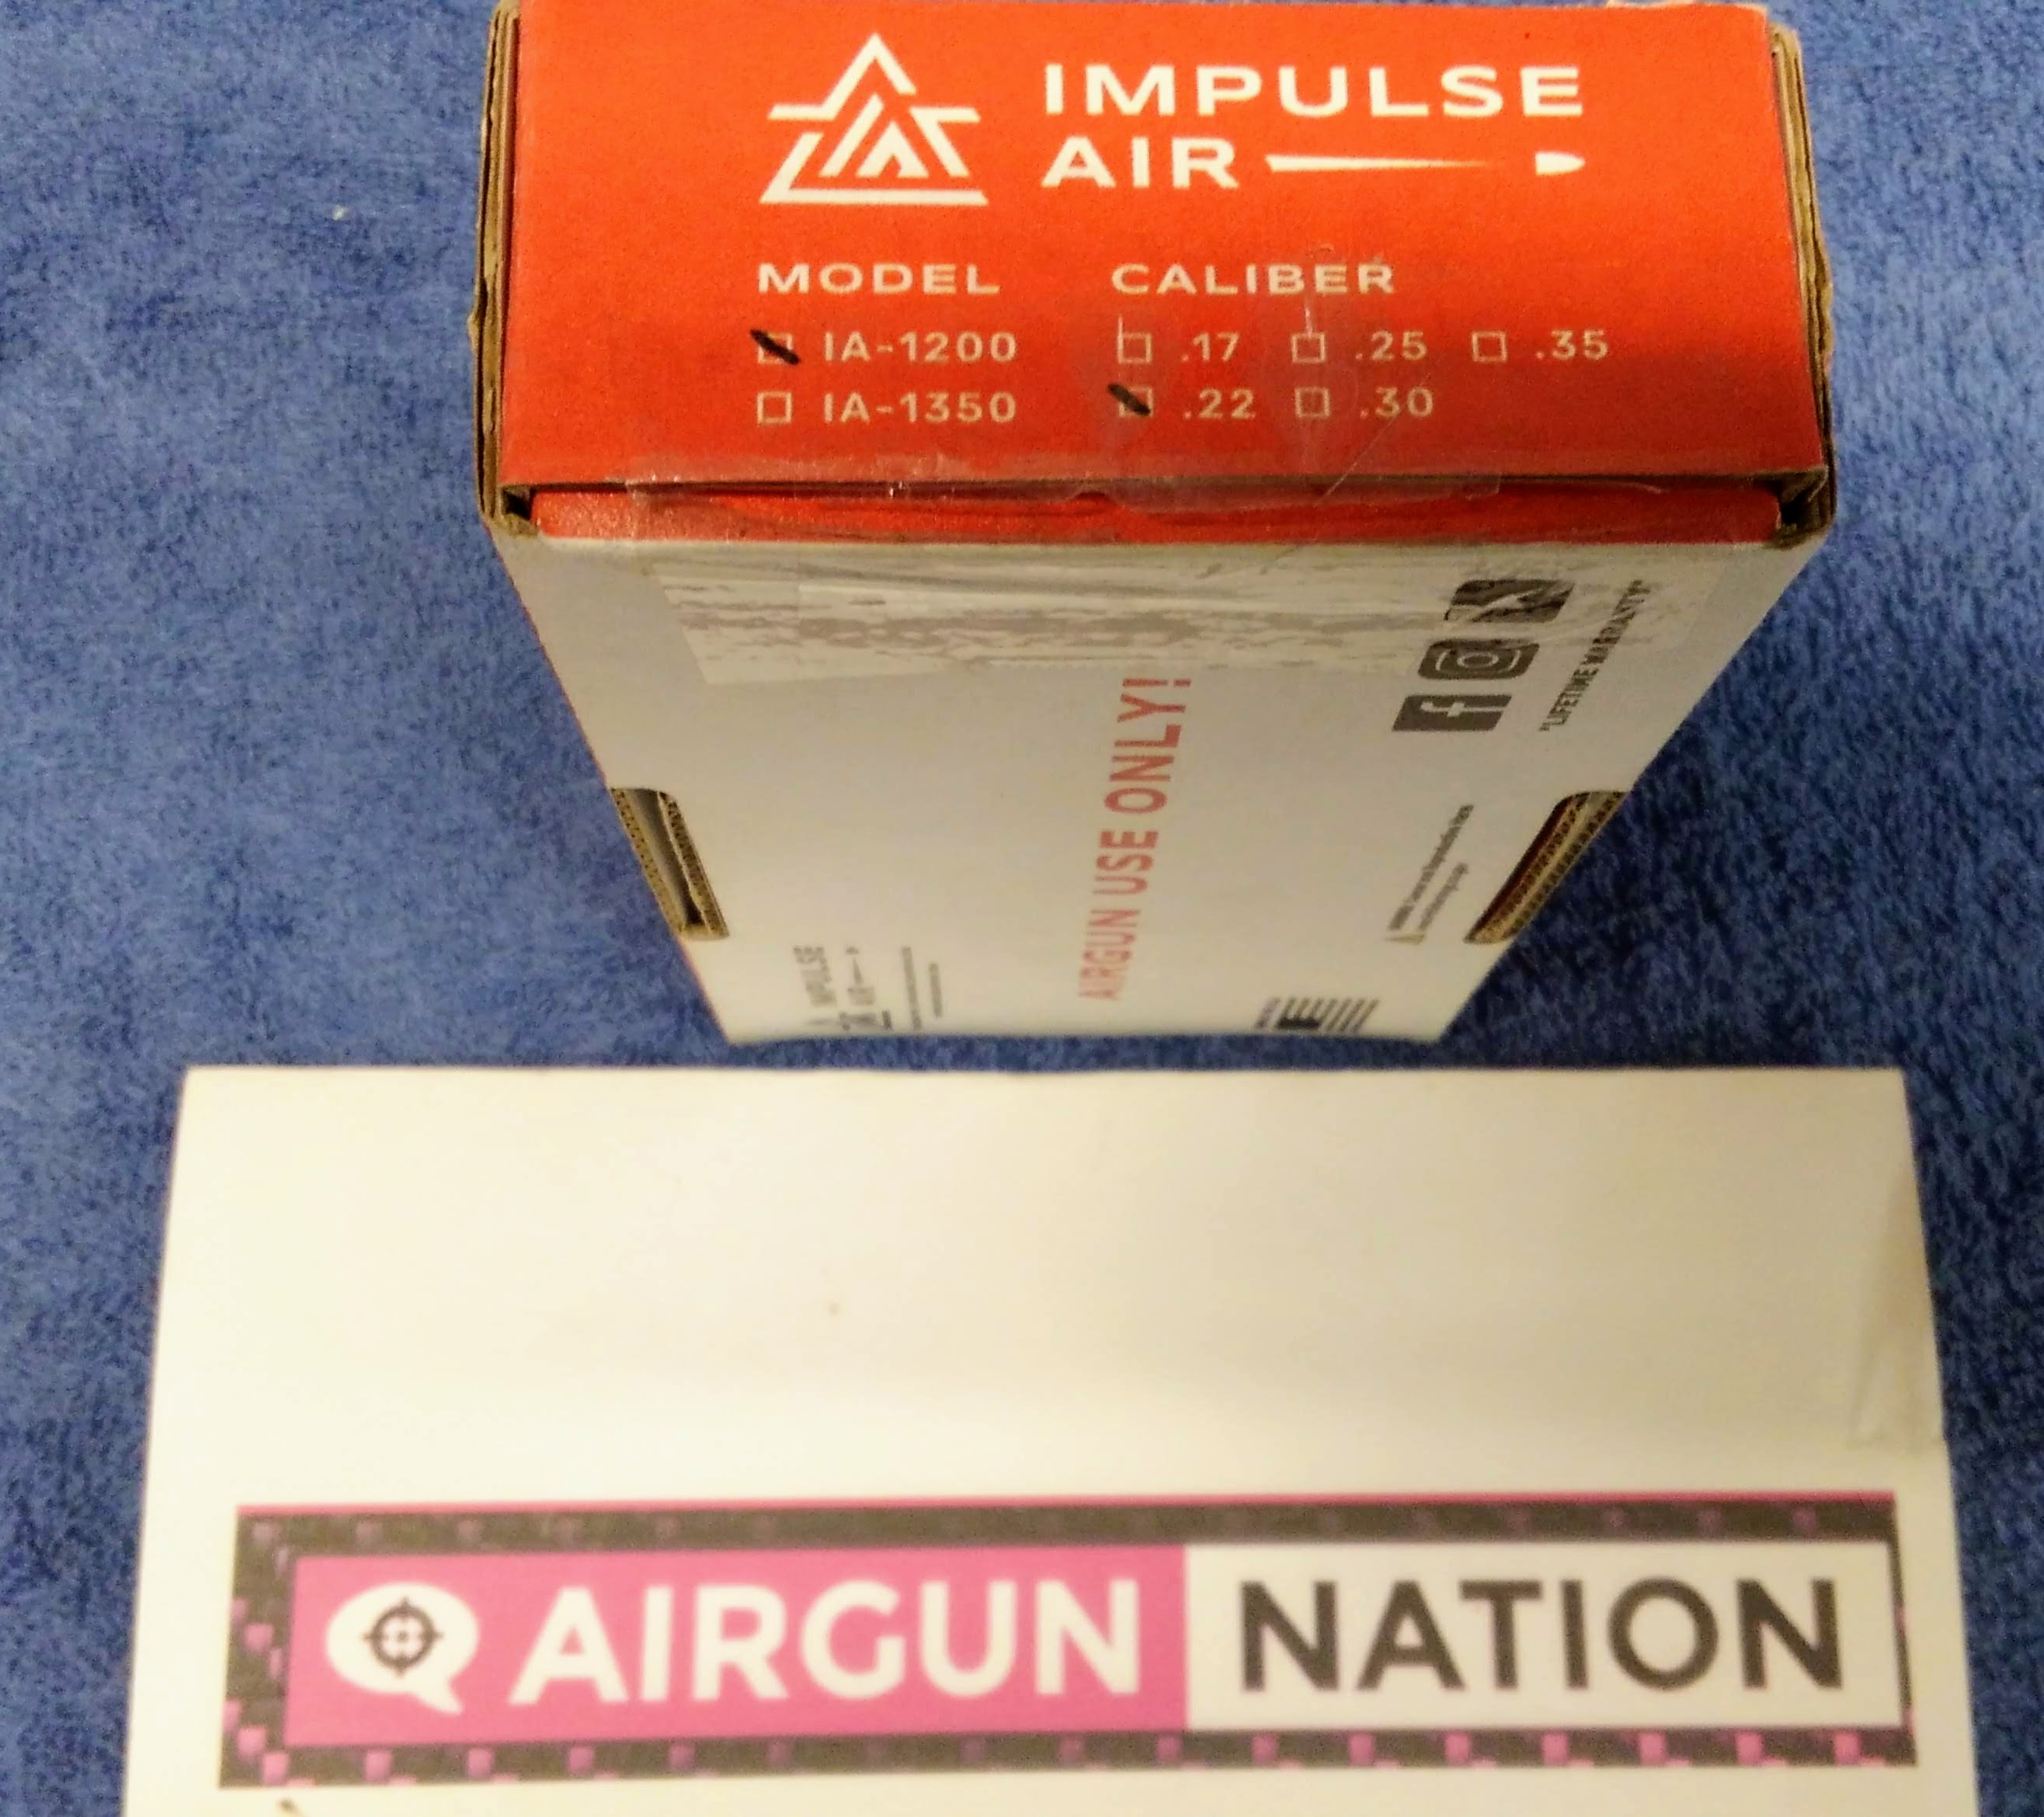 IMPULSE
AIR
MODEL CALIBER
IA-1200 .17 .25 .35
IA-1350 .22 .30
AIRGUN USE ONLY!
*LIFETIME WARRANTY*
IMPULSE
AIR
AIRGUN NATION